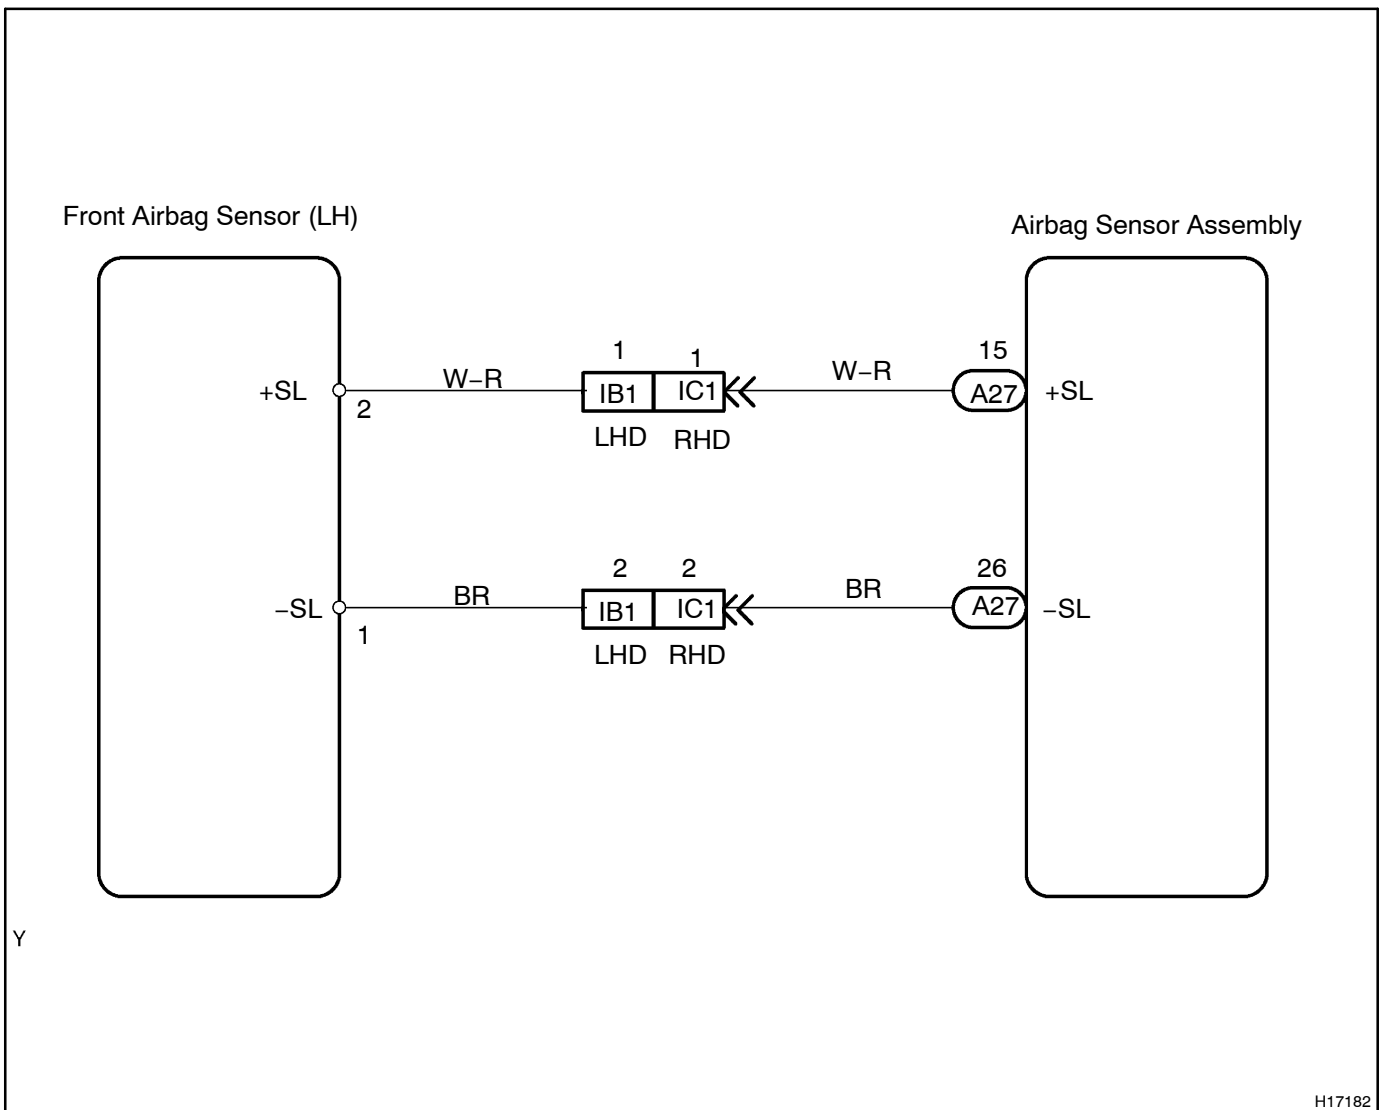 Front Airbag Sensor (LH)
Airbag Sensor Assembly
1 1 15
+SL 2 W−R IB1 IC1 W−R A27 +SL
LHD RHD
2 2 26
−SL 1 BR IB1 IC1 BR A27 −SL
LHD RHD
Y
H17182